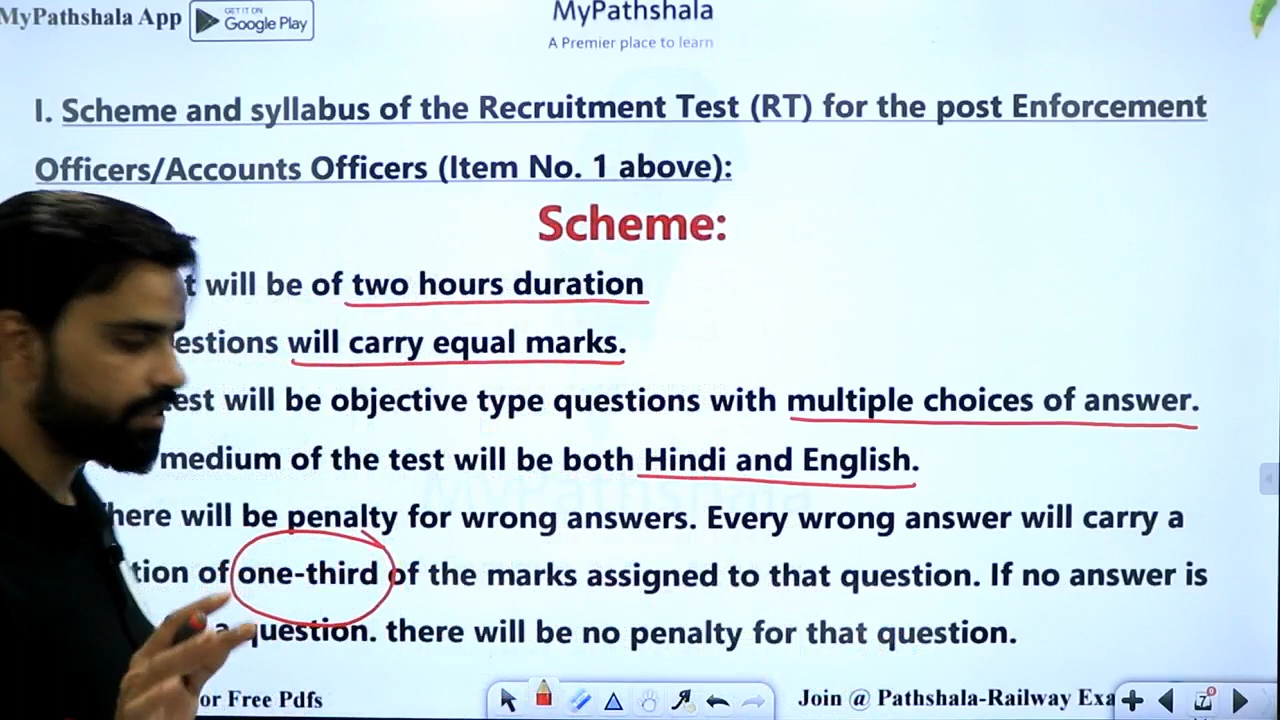 MyPathshala App
GET IT ON
Google Play
MyPathshala
A Premier place to learn
I. Scheme and syllabus of the Recruitment Test (RT) for the post Enforcement
Officers/Accounts Officers (Item No. 1 above):
Scheme:
t will be of two hours duration
estions will carry equal marks.
est will be objective type questions with multiple choices of answer.
medium of the test will be both Hindi and English.
here will be penalty for wrong answers. Every wrong answer will carry a
tion of one-third of the marks assigned to that question. If no answer is
a question. there will be no penalty for that question.
MyPathshala
or Free Pdfs
Join @ Pathshala-Railway Exa